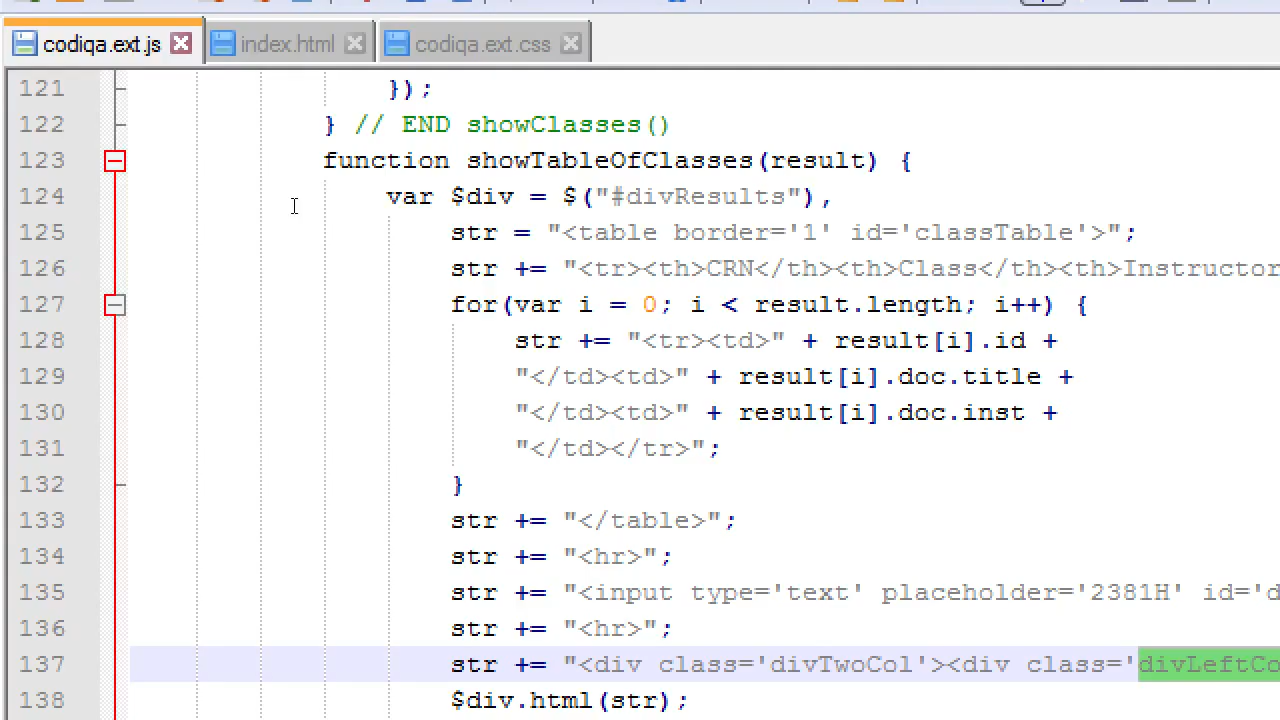 codiqa.ext.js index.html codiqa.ext.css
121 });
122 } // END showClasses()
123 function showTableOfClasses(result) {
124 var $div = $("#divResults"),
125 str = "<table border='1' id='classTable'>";
126 str += "<tr><th>CRN</th><th>Class</th><th>Instructor
127 for(var i = 0; i < result.length; i++) {
128 str += "<tr><td>" + result[i].id +
129 "</td><td>" + result[i].doc.title +
130 "</td><td>" + result[i].doc.inst +
131 "</td></tr>";
132 }
133 str += "</table>";
134 str += "<hr>";
135 str += "<input type='text' placeholder='2381H' id='d
136 str += "<hr>";
137 str += "<div class='divTwoCol'><div class='divLeftCo
138 $div.html(str);